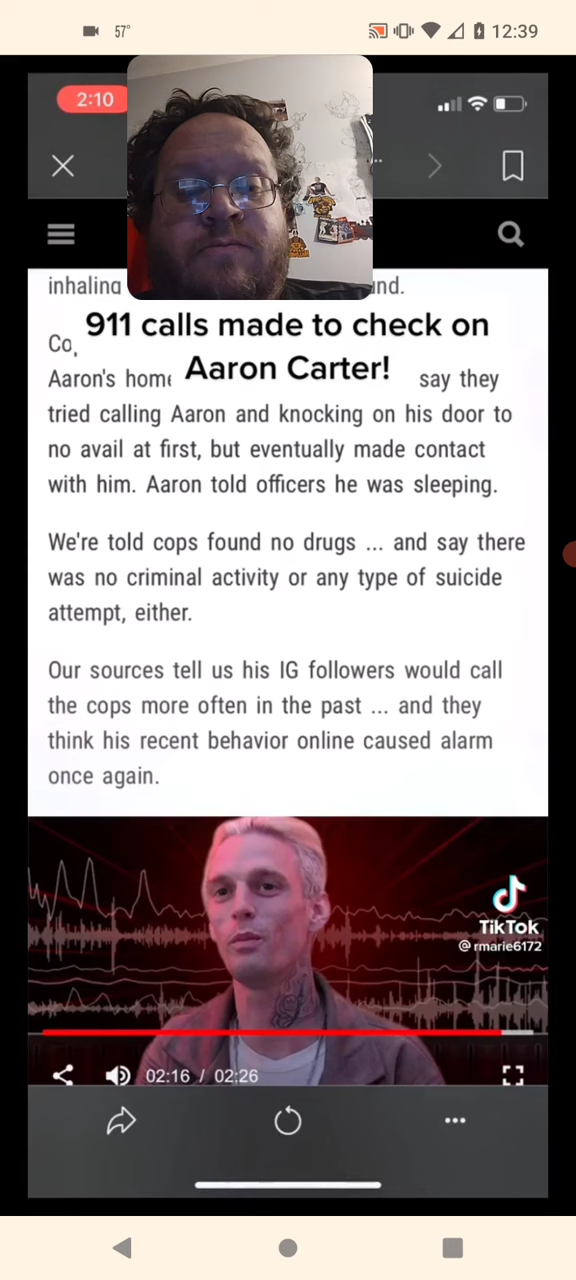 57°
12:39
2:10
inhaling
911 calls made to check on
Aaron Carter!
Aaron's home say they
tried calling Aaron and knocking on his door to
no avail at first, but eventually made contact
with him. Aaron told officers he was sleeping.
We're told cops found no drugs ... and say there
was no criminal activity or any type of suicide
attempt, either.
Our sources tell us his IG followers would call
the cops more often in the past ... and they
think his recent behavior online caused alarm
once again.
TikTok
@rmarie6172
02:16 / 02:26